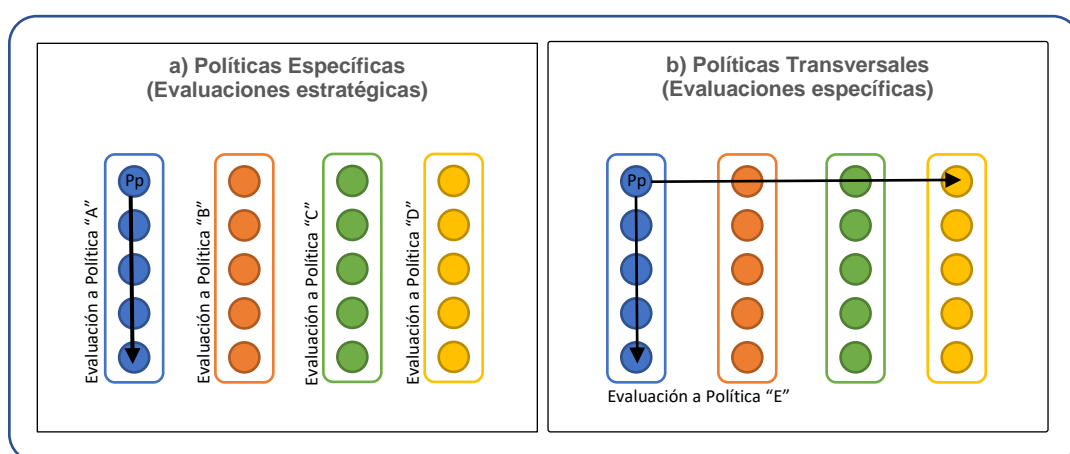 a) Políticas Específicas
(Evaluaciones estratégicas)
Pp
Evaluación a Política “A”
Evaluación a Política “B”
Evaluación a Política “C”
Evaluación a Política “D”
b) Políticas Transversales
(Evaluaciones específicas)
Pp
Evaluación a Política “E”